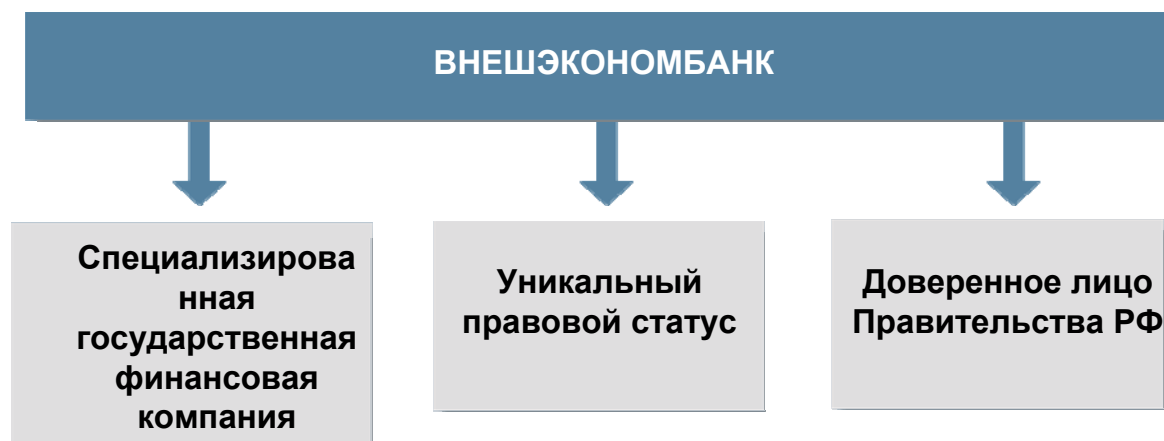 ВНЕШЭКОНОМБАНК
Специализирова
нная
государственная
финансовая
компания
Уникальный
правовой статус
Доверенное лицо
Правительства РФ